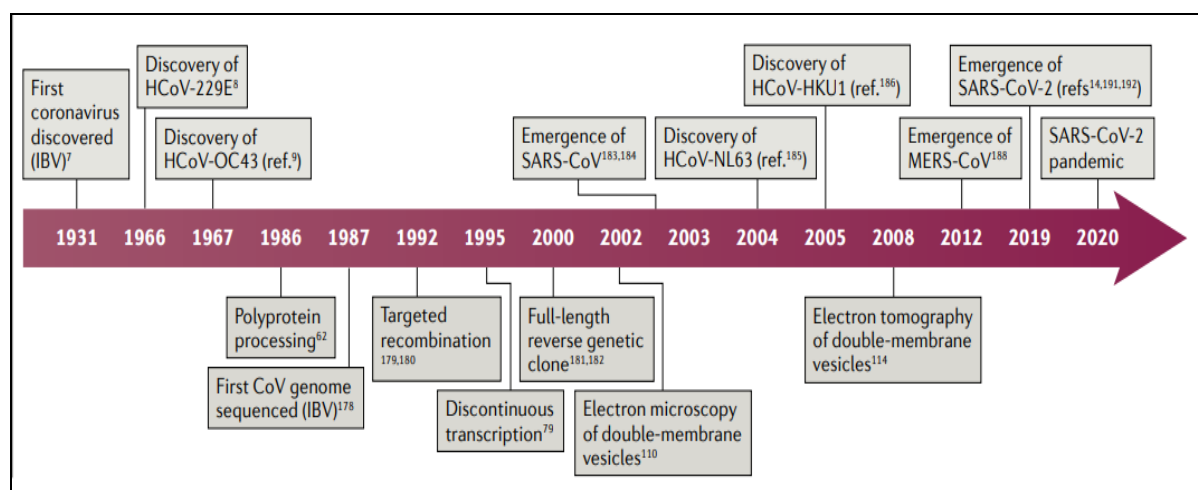 First
coronavirus
discovered
(IBV)⁷
Discovery of
HCoV-229E⁸
Discovery of
HCoV-OC43 (ref.⁹)
Emergence of
SARS-CoV¹⁸³,¹⁸⁴
Discovery of
HCoV-NL63 (ref.¹⁸⁵)
Discovery of
HCoV-HKU1 (ref.¹⁸⁶)
Emergence of
MERS-CoV¹⁸⁸
Emergence of
SARS-CoV-2 (refs¹⁴,¹⁹¹,¹⁹²)
SARS-CoV-2
pandemic
1931 1966 1967 1986 1987 1992 1995 2000 2002 2003 2004 2005 2008 2012 2019 2020
Polyprotein
processing⁶²
First CoV genome
sequenced (IBV)¹⁷⁸
Targeted
recombination
¹⁷⁹,¹⁸⁰
Discontinuous
transcription⁷⁹
Full-length
reverse genetic
clone¹⁸¹,¹⁸²
Electron microscopy
of double-membrane
vesicles¹¹⁰
Electron tomography
of double-membrane
vesicles¹¹⁴